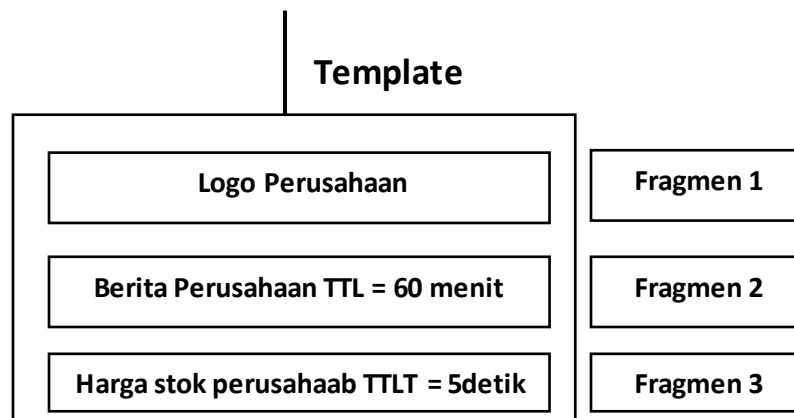 Template
Logo Perusahaan
Fragmen 1
Berita Perusahaan TTL = 60 menit
Fragmen 2
Harga stok perusahaab TTLT = 5detik
Fragmen 3